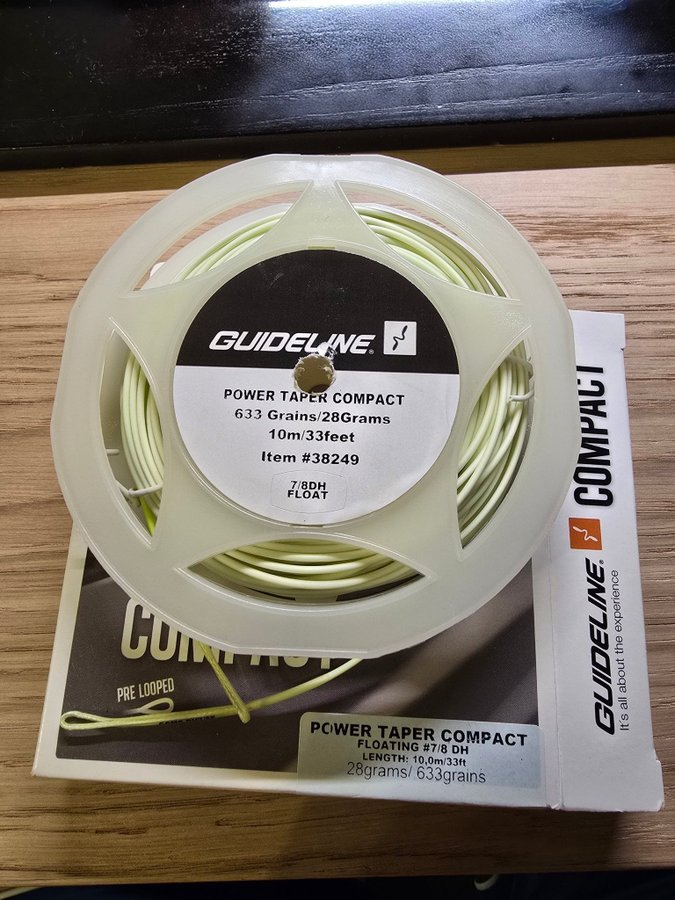 GUIDELINE®
POWER TAPER COMPACT
633 Grains/28Grams
10m/33feet
Item #38249
7/8DH
FLOAT
COMPACT
PRE LOOPED
POWER TAPER COMPACT
FLOATING #7/8 DH
LENGTH: 10,0m/33ft
28grams/ 633grains
GUIDELINE® COMPACT
It's all about the experience